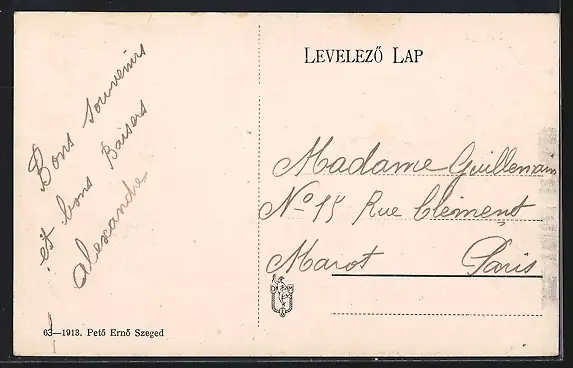 LEVELEZŐ LAP
Bons souvenirs
et bons Baisers
Alexandre
Madame Guillemain
No 15 Rue Clément
Marot Paris
63—1913. Pető Ernő Szeged